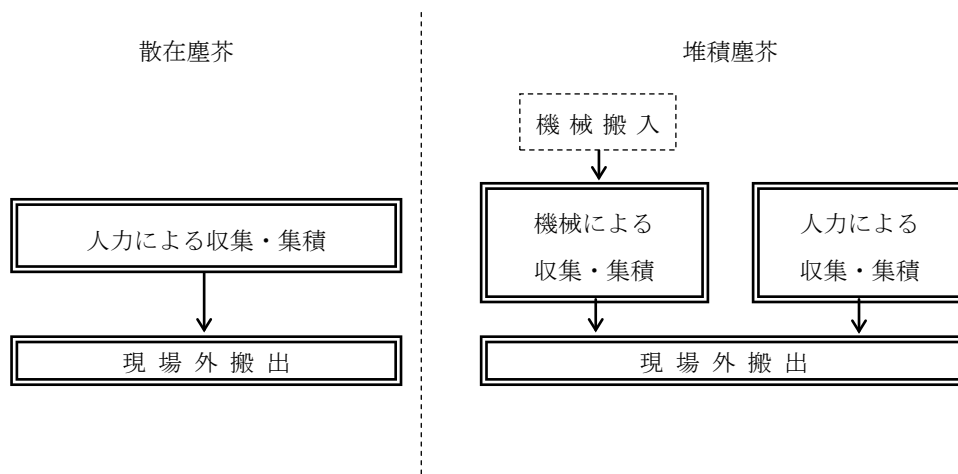 散在塵芥
人力による収集・集積
現場外搬出
堆積塵芥
機械搬入
機械による
収集・集積
人力による
収集・集積
現場外搬出